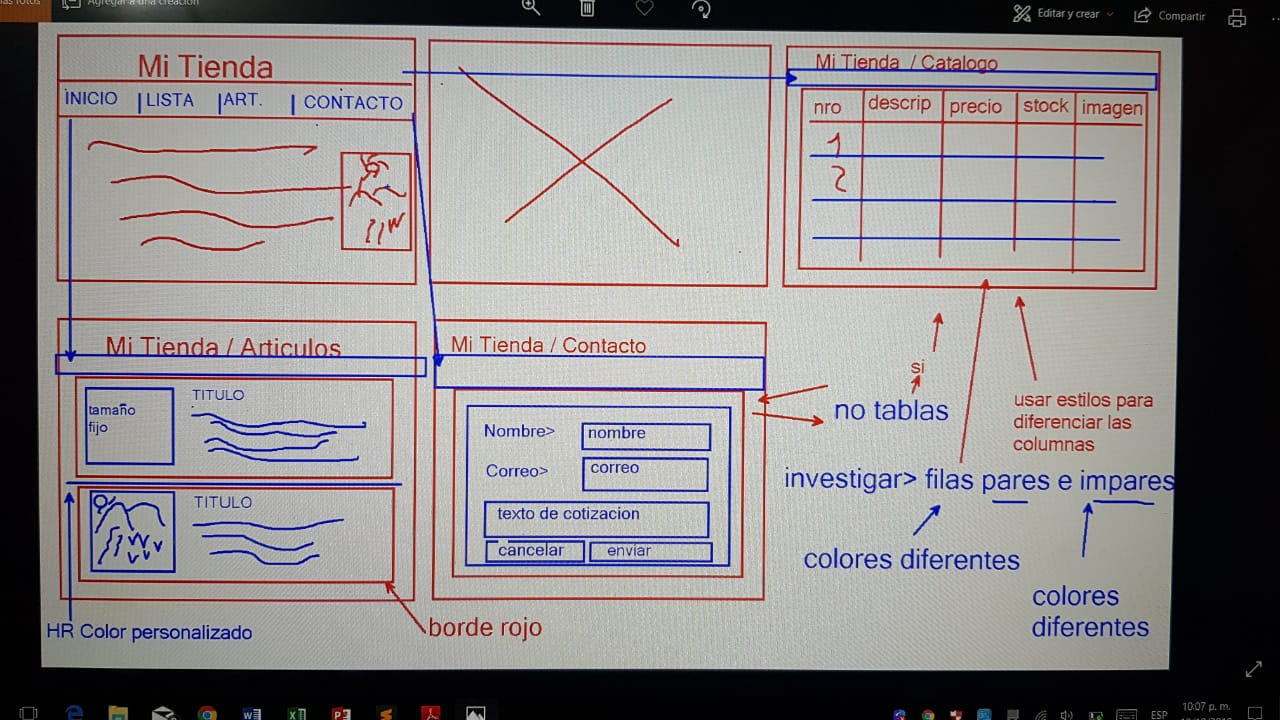 Agregar a una creación
Editar y crear
Compartir
Mi Tienda
INICIO | LISTA | ART. | CONTACTO
Mi Tienda / Catalogo
nro descrip precio stock imagen
1
2
Mi Tienda / Articulos
tamaño
fijo
TITULO
TITULO
HR Color personalizado
borde rojo
Mi Tienda / Contacto
Nombre> nombre
Correo> correo
texto de cotizacion
cancelar enviar
si
no tablas
usar estilos para
diferenciar las
columnas
investigar> filas pares e impares
colores diferentes
colores
diferentes
ESP
10:07 p. m.